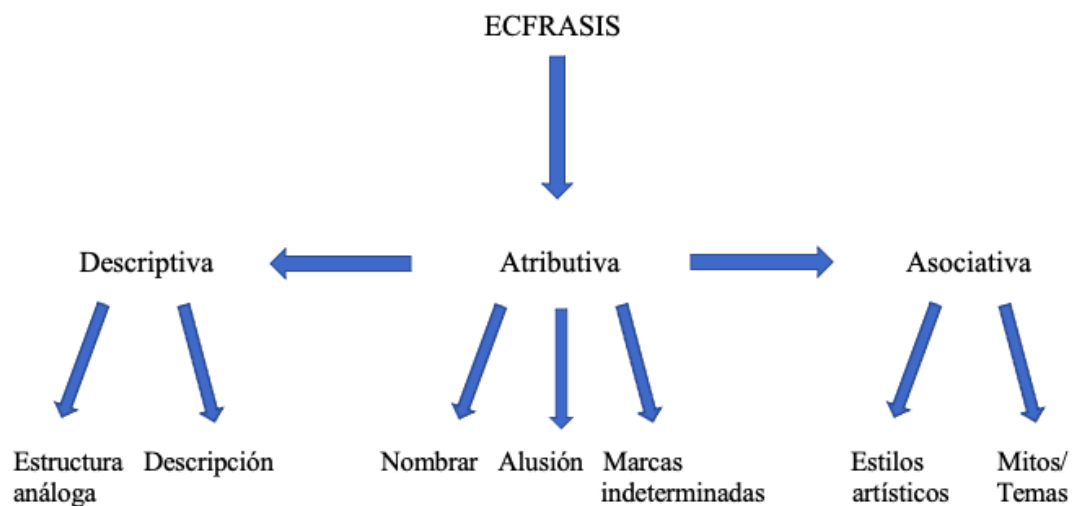 ECFRASIS
Descriptiva
Atributiva
Asociativa
Estructura
análoga
Descripción
Nombrar
Alusión
Marcas
indeterminadas
Estilos
artísticos
Mitos/
Temas